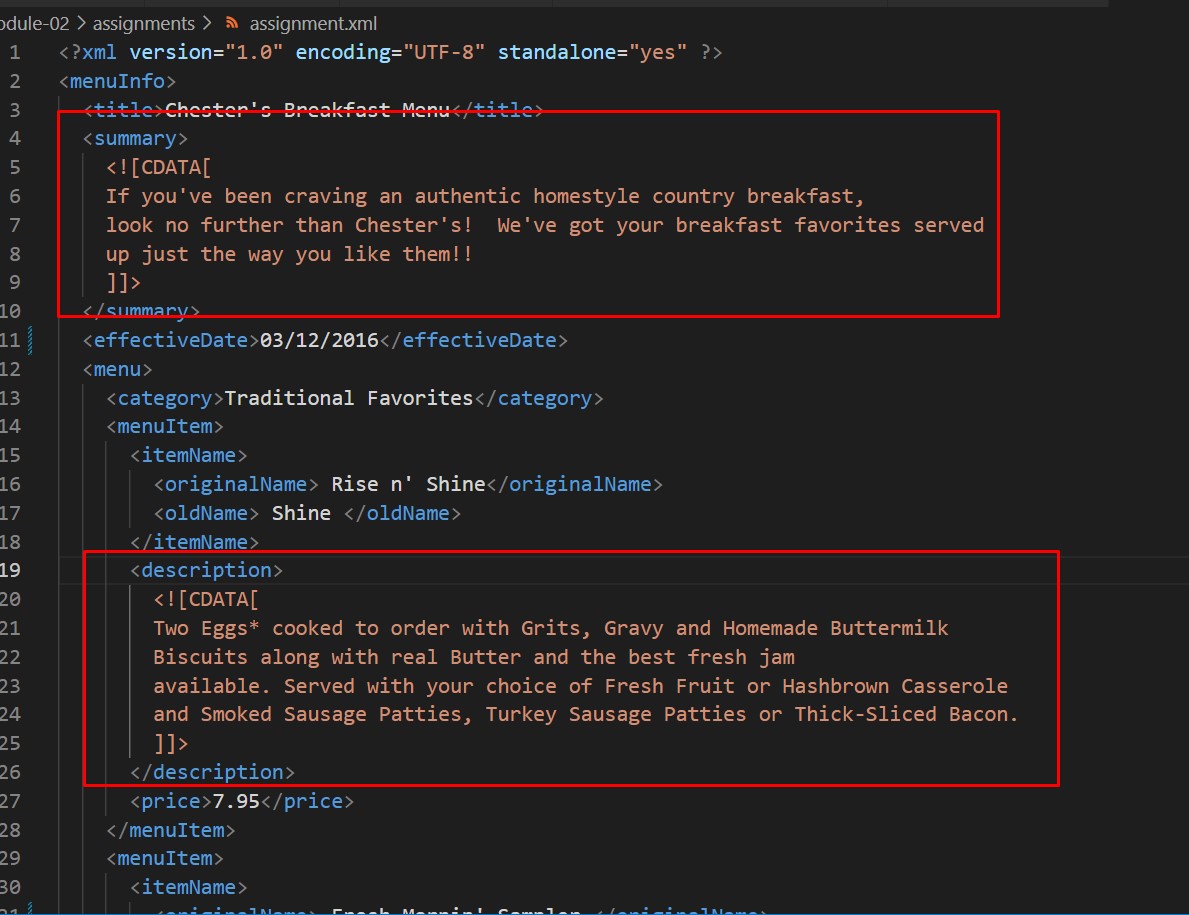 odule-02 > assignments > assignment.xml
1 <?xml version="1.0" encoding="UTF-8" standalone="yes" ?>
2 <menuInfo>
3 <title>Chester's Breakfast Menu</title>
4 <summary>
5 <![CDATA[
6 If you've been craving an authentic homestyle country breakfast,
7 look no further than Chester's!  We've got your breakfast favorites served
8 up just the way you like them!!
9 ]]>
10 </summary>
11 <effectiveDate>03/12/2016</effectiveDate>
12 <menu>
13 <category>Traditional Favorites</category>
14 <menuItem>
15 <itemName>
16 <originalName> Rise n' Shine</originalName>
17 <oldName> Shine </oldName>
18 </itemName>
19 <description>
20 <![CDATA[
21 Two Eggs* cooked to order with Grits, Gravy and Homemade Buttermilk
22 Biscuits along with real Butter and the best fresh jam
23 available. Served with your choice of Fresh Fruit or Hashbrown Casserole
24 and Smoked Sausage Patties, Turkey Sausage Patties or Thick-Sliced Bacon.
25 ]]>
26 </description>
27 <price>7.95</price>
28 </menuItem>
29 <menuItem>
30 <itemName>
31 <originalName> Fresh Mornin' Sampler </originalName>